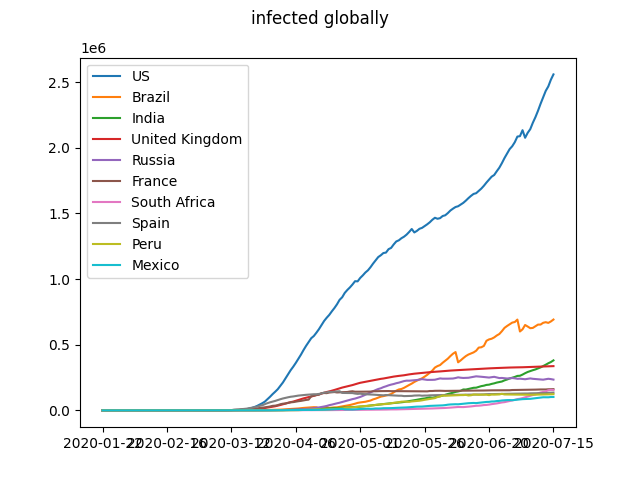 infected globally
1e6
US
Brazil
India
United Kingdom
Russia
France
South Africa
Spain
Peru
Mexico
2.5
2.0
1.5
1.0
0.5
0.0
2020-01-22 2020-02-16 2020-03-12 2020-04-06 2020-05-01 2020-05-26 2020-06-20 2020-07-15